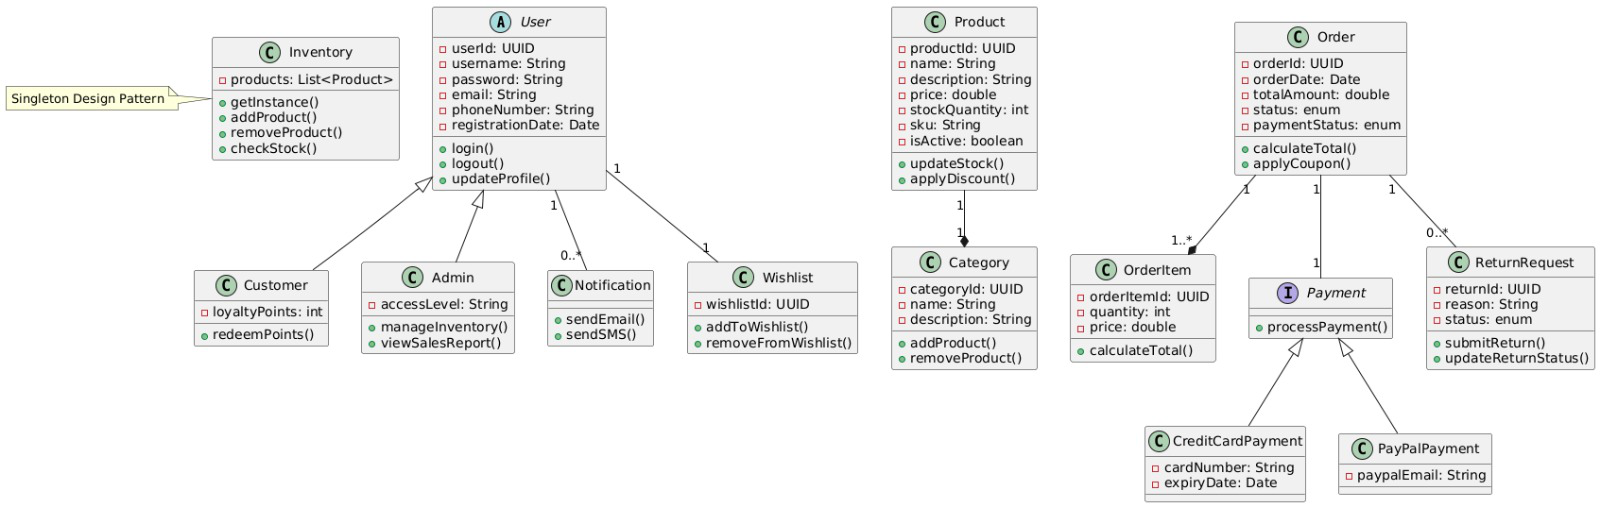 Singleton Design Pattern
C Inventory
products: List<Product>
getInstance()
addProduct()
removeProduct()
checkStock()
A User
userId: UUID
username: String
password: String
email: String
phoneNumber: String
registrationDate: Date
login()
logout()
updateProfile()
C Product
productId: UUID
name: String
description: String
price: double
stockQuantity: int
sku: String
isActive: boolean
updateStock()
applyDiscount()
C Order
orderId: UUID
orderDate: Date
totalAmount: double
status: enum
paymentStatus: enum
calculateTotal()
applyCoupon()
1
0..*
1
1
1
1
1
1..*
1
1
1
0..*
C Customer
loyaltyPoints: int
redeemPoints()
C Admin
accessLevel: String
manageInventory()
viewSalesReport()
C Notification
sendEmail()
sendSMS()
C Wishlist
wishlistId: UUID
addToWishlist()
removeFromWishlist()
C Category
categoryId: UUID
name: String
description: String
addProduct()
removeProduct()
C OrderItem
orderItemId: UUID
quantity: int
price: double
calculateTotal()
I Payment
processPayment()
C ReturnRequest
returnId: UUID
reason: String
status: enum
submitReturn()
updateReturnStatus()
C CreditCardPayment
cardNumber: String
expiryDate: Date
C PayPalPayment
paypalEmail: String